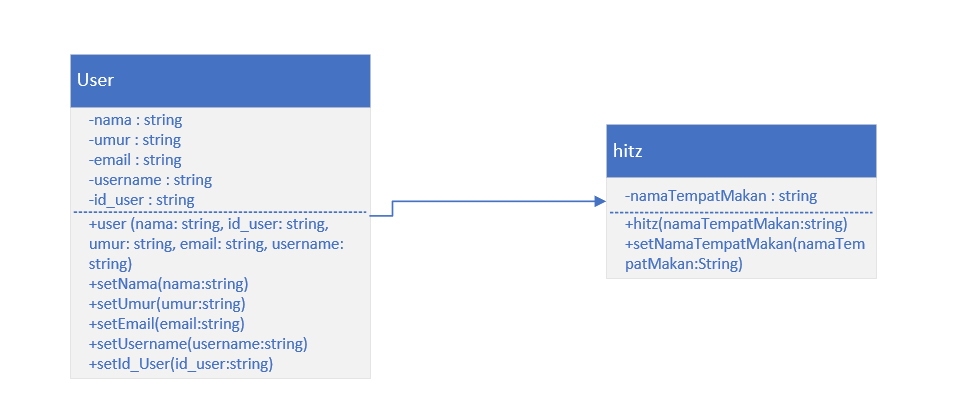 User
-nama : string
-umur : string
-email : string
-username : string
-id_user : string
+user (nama: string, id_user: string,
umur: string, email: string, username:
string)
+setNama(nama:string)
+setUmur(umur:string)
+setEmail(email:string)
+setUsername(username:string)
+setId_User(id_user:string)
hitz
-namaTempatMakan : string
+hitz(namaTempatMakan:string)
+setNamaTempatMakan(namaTem
patMakan:String)